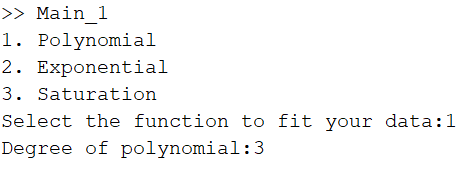 >> Main_1
1. Polynomial
2. Exponential
3. Saturation
Select the function to fit your data:1
Degree of polynomial:3